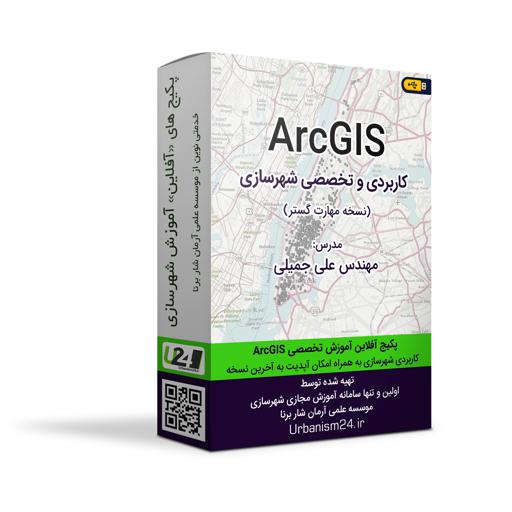 ArcGIS
کاربردی و تخصصی شهرسازی
(نسخه مهارت گستر)
مدرس:
مهندس علی جمیلی
پکیج آفلاین آموزش تخصصی ArcGIS
کاربردی شهرسازی به همراه امکان آپدیت به آخرین نسخه
تهیه شده توسط
اولین و تنها سامانه آموزش مجازی شهرسازی
موسسه علمی آرمان شار برنا
Urbanism24.ir
پکیج های «آفلاین» آموزش شهرسازی
خدمتی نوین از موسسه علمی آرمان شار برنا
U24